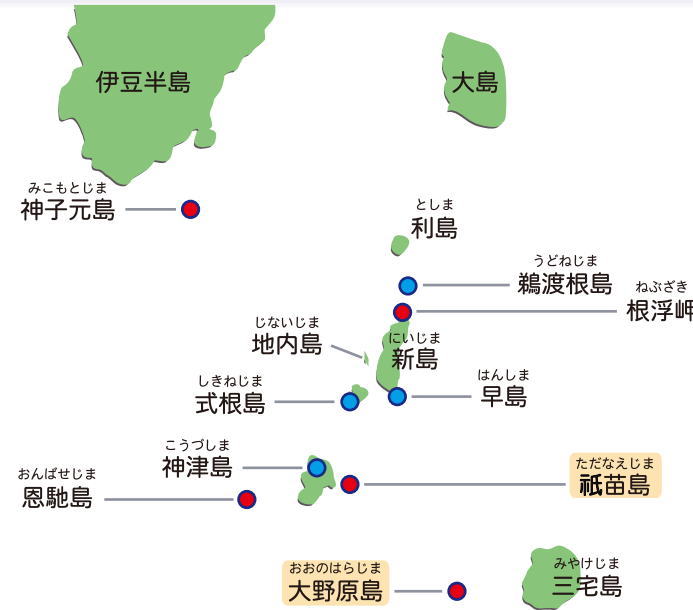 伊豆半島
大島
みこもとじま
神子元島
としま
利島
うどねじま
鵜渡根島
ねぶざき
根浮岬
じないじま
地内島
にいじま
新島
しきねじま
式根島
はんしま
早島
こうづしま
神津島
おんばせじま
恩馳島
ただなえじま
祇苗島
おおのはらじま
大野原島
みやけじま
三宅島